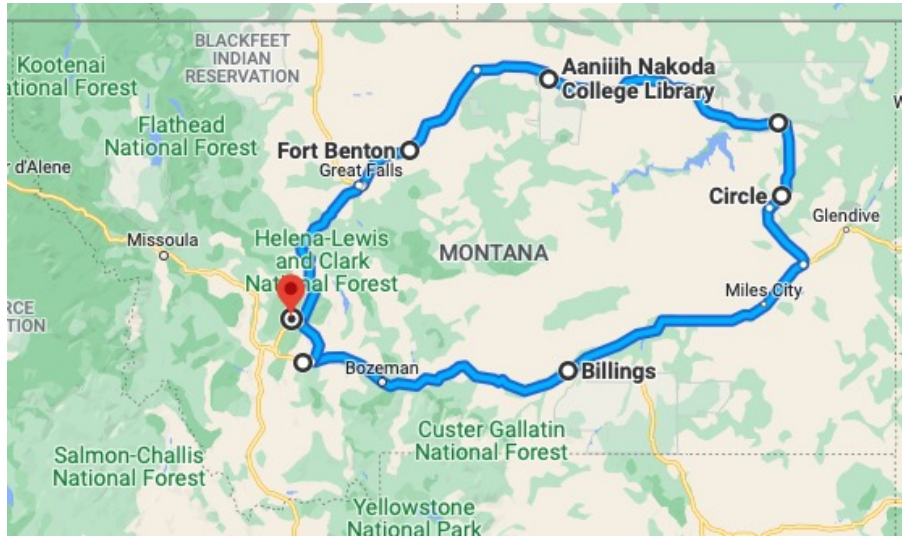 Kootenai
ational Forest
BLACKFEET
INDIAN
RESERVATION
Aaniiih Nakoda
College Library
Flathead
National Forest
Fort Benton
Great Falls
r d'Alene
Circle
Glendive
Missoula
Helena-Lewis
and Clark
National Forest
MONTANA
Miles City
RCE
TION
Bozeman
Billings
Custer Gallatin
National Forest
Salmon-Challis
National Forest
Yellowstone
National Park